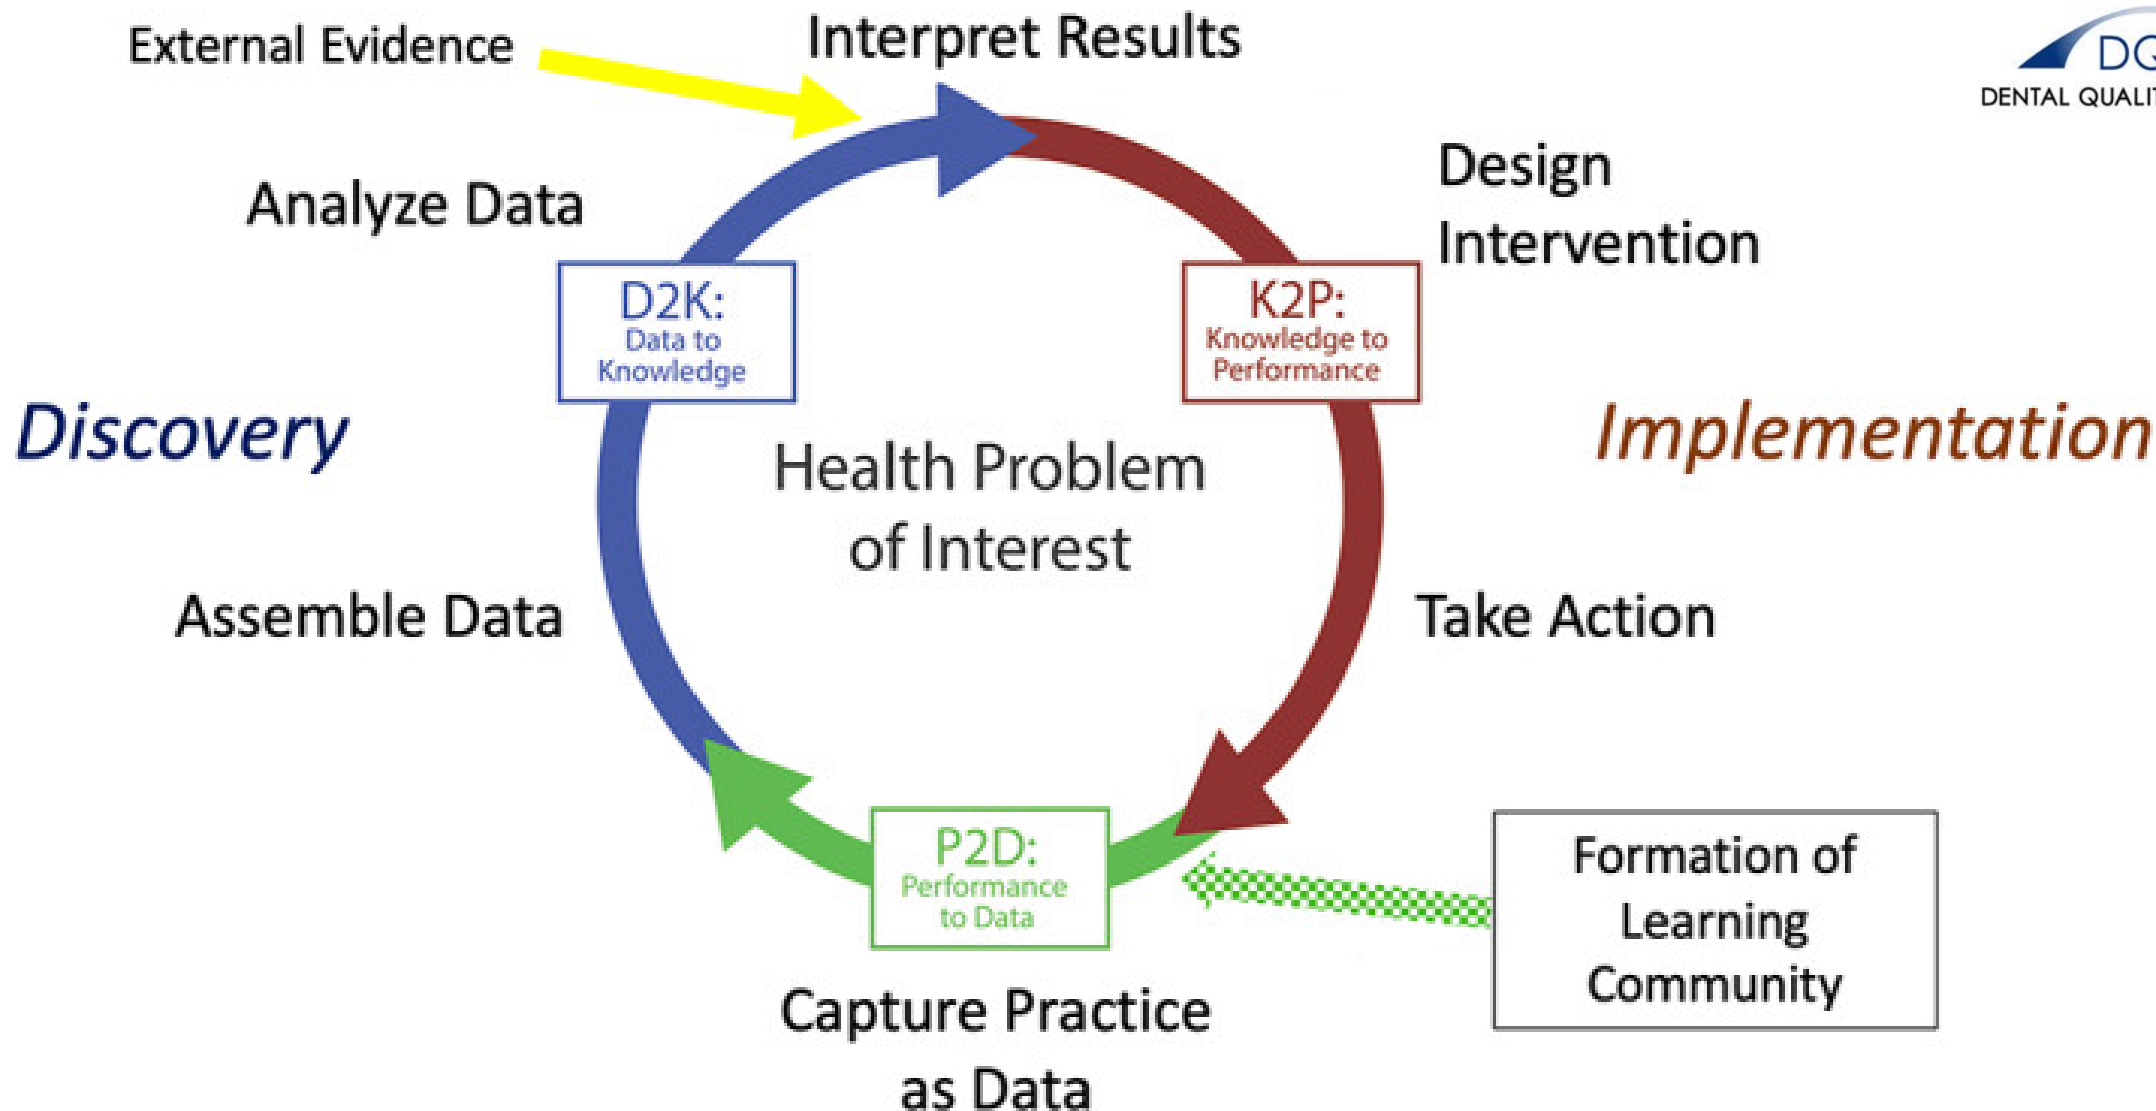 External Evidence
Interpret Results
DENTAL
Analyze Data
Design
Intervention
D2K:
Data to
Knowledge
K2P:
Knowledge to
Performance
Discovery
Implementation
Health Problem
of Interest
Assemble Data
Take Action
P2D:
Performance
to Data
Formation of
Learning
Community
Capture Practice
as Data